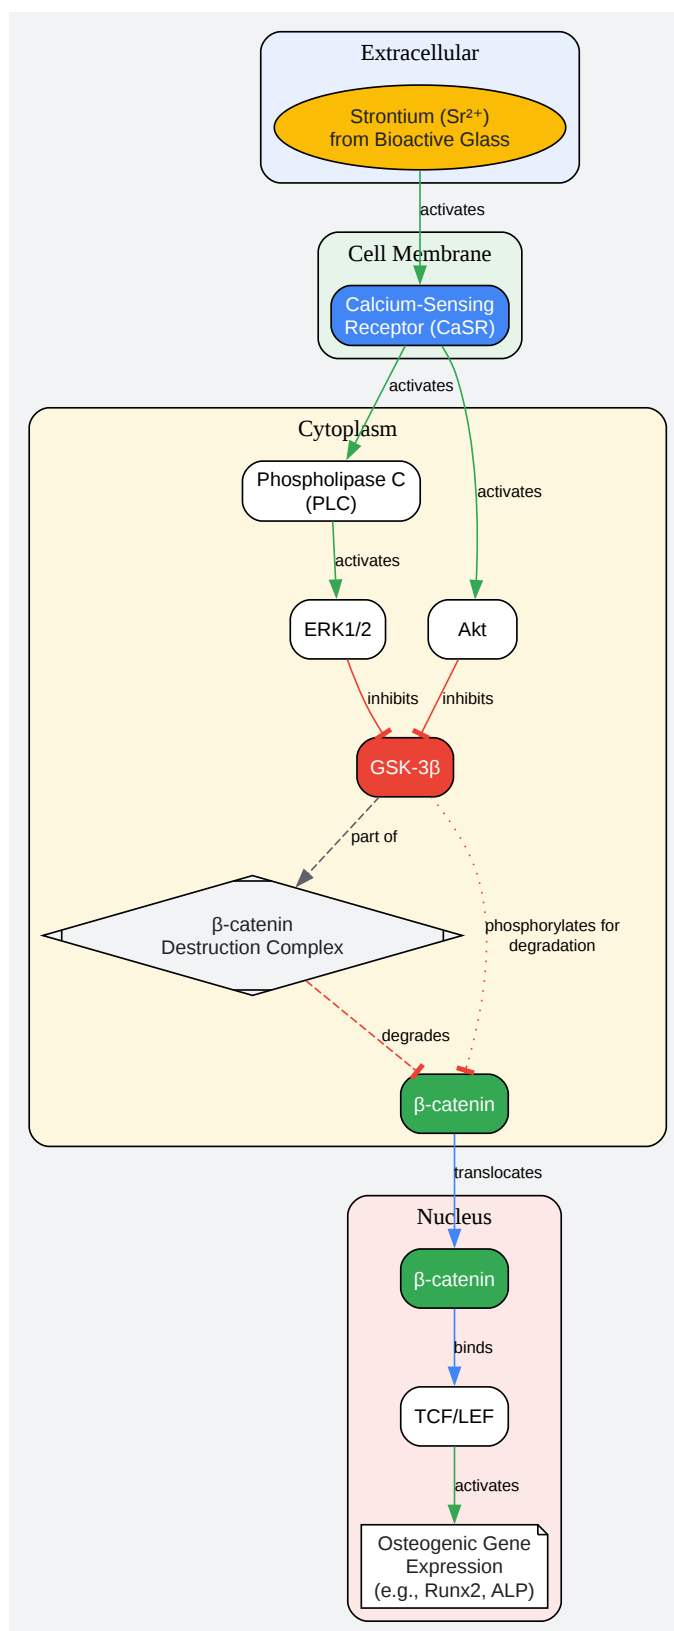 Extracellular
Strontium (Sr²⁺)
from Bioactive Glass
activates
Cell Membrane
Calcium-Sensing
Receptor (CaSR)
activates
Cytoplasm
Phospholipase C
(PLC)
activates
activates
ERK1/2
Akt
inhibits
inhibits
GSK-3β
part of
β-catenin
Destruction Complex
phosphorylates for
degradation
degrades
β-catenin
translocates
Nucleus
β-catenin
binds
TCF/LEF
activates
Osteogenic Gene
Expression
(e.g., Runx2, ALP)